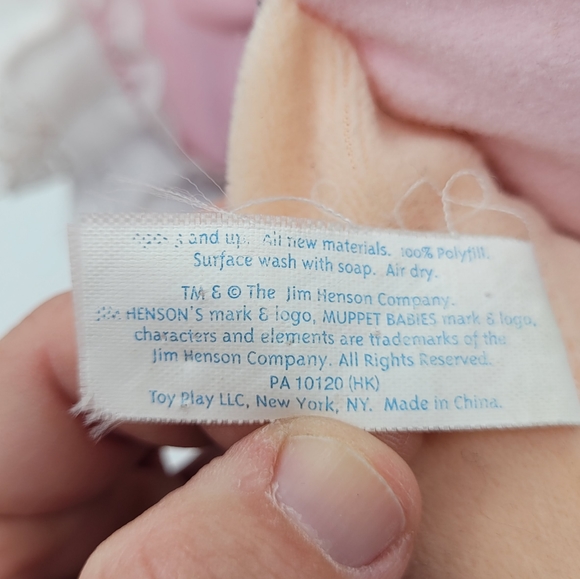 and up. All new materials. 100% Polyfill.
Surface wash with soap. Air dry.
TM & © The Jim Henson Company.
HENSON'S mark & logo, MUPPET BABIES mark & logo,
characters and elements are trademarks of the
Jim Henson Company. All Rights Reserved.
PA 10120 (HK)
Toy Play LLC, New York, NY. Made in China.